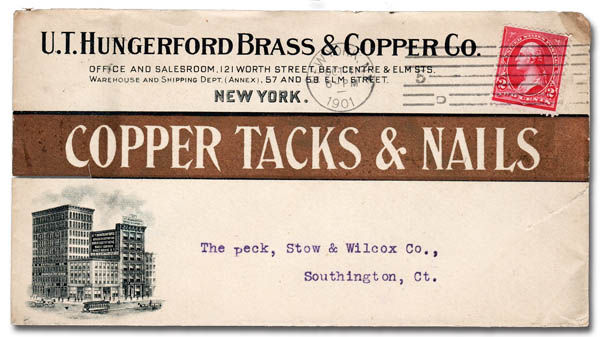 U.T. HUNGERFORD BRASS & COPPER CO.
OFFICE AND SALESROOM, 121 WORTH STREET, BET. CENTRE & ELM STS.
WAREHOUSE AND SHIPPING DEPT. (ANNEX), 57 AND 58 ELM STREET.
NEW YORK.
1901
COPPER TACKS & NAILS
The peck, Stow & Wilcox Co.,
Southington, Ct.